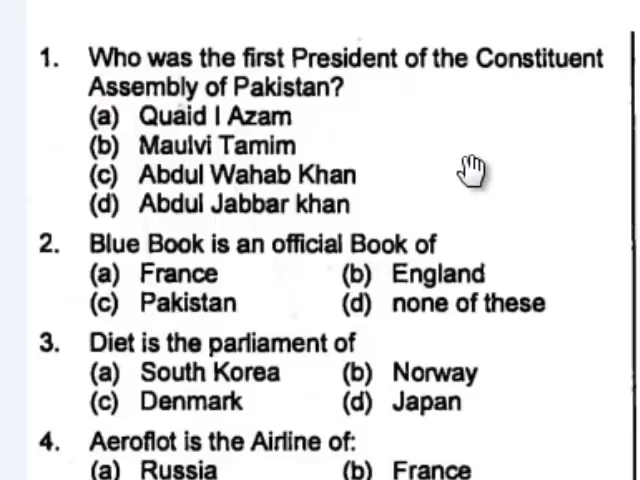 1. Who was the first President of the Constituent
Assembly of Pakistan?
(a) Quaid I Azam
(b) Maulvi Tamim
(c) Abdul Wahab Khan
(d) Abdul Jabbar khan
2. Blue Book is an official Book of
(a) France (b) England
(c) Pakistan (d) none of these
3. Diet is the parliament of
(a) South Korea (b) Norway
(c) Denmark (d) Japan
4. Aeroflot is the Airline of:
(a) Russia (b) France